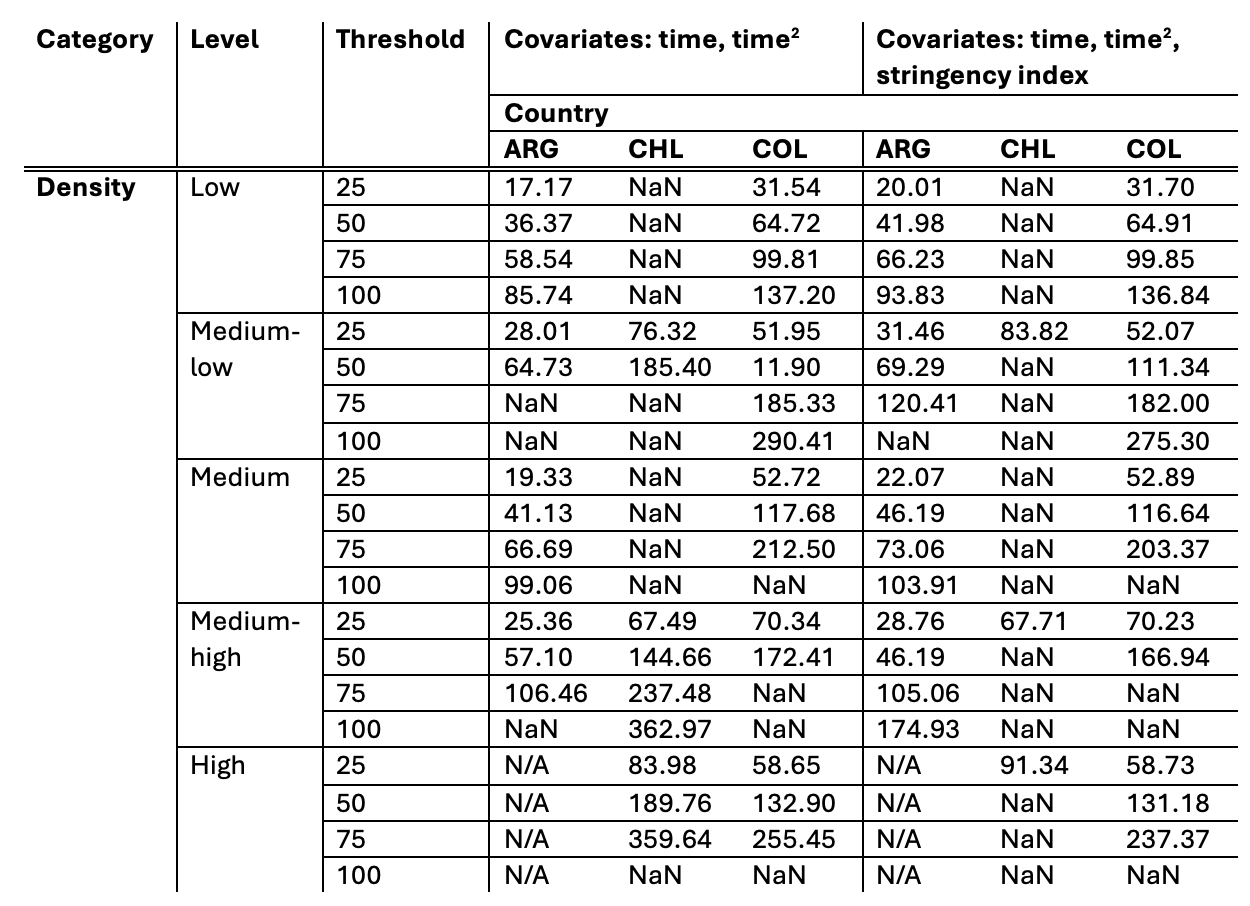 Category Level Threshold Covariates: time, time² Covariates: time, time²,
stringency index
Country
ARG CHL COL ARG CHL COL
Density Low 25 17.17 NaN 31.54 20.01 NaN 31.70
50 36.37 NaN 64.72 41.98 NaN 64.91
75 58.54 NaN 99.81 66.23 NaN 99.85
100 85.74 NaN 137.20 93.83 NaN 136.84
Medium- 25 28.01 76.32 51.95 31.46 83.82 52.07
low 50 64.73 185.40 11.90 69.29 NaN 111.34
75 NaN NaN 185.33 120.41 NaN 182.00
100 NaN NaN 290.41 NaN NaN 275.30
Medium 25 19.33 NaN 52.72 22.07 NaN 52.89
50 41.13 NaN 117.68 46.19 NaN 116.64
75 66.69 NaN 212.50 73.06 NaN 203.37
100 99.06 NaN NaN 103.91 NaN NaN
Medium- 25 25.36 67.49 70.34 28.76 67.71 70.23
high 50 57.10 144.66 172.41 46.19 NaN 166.94
75 106.46 237.48 NaN 105.06 NaN NaN
100 NaN 362.97 NaN 174.93 NaN NaN
High 25 N/A 83.98 58.65 N/A 91.34 58.73
50 N/A 189.76 132.90 N/A NaN 131.18
75 N/A 359.64 255.45 N/A NaN 237.37
100 N/A NaN NaN N/A NaN NaN